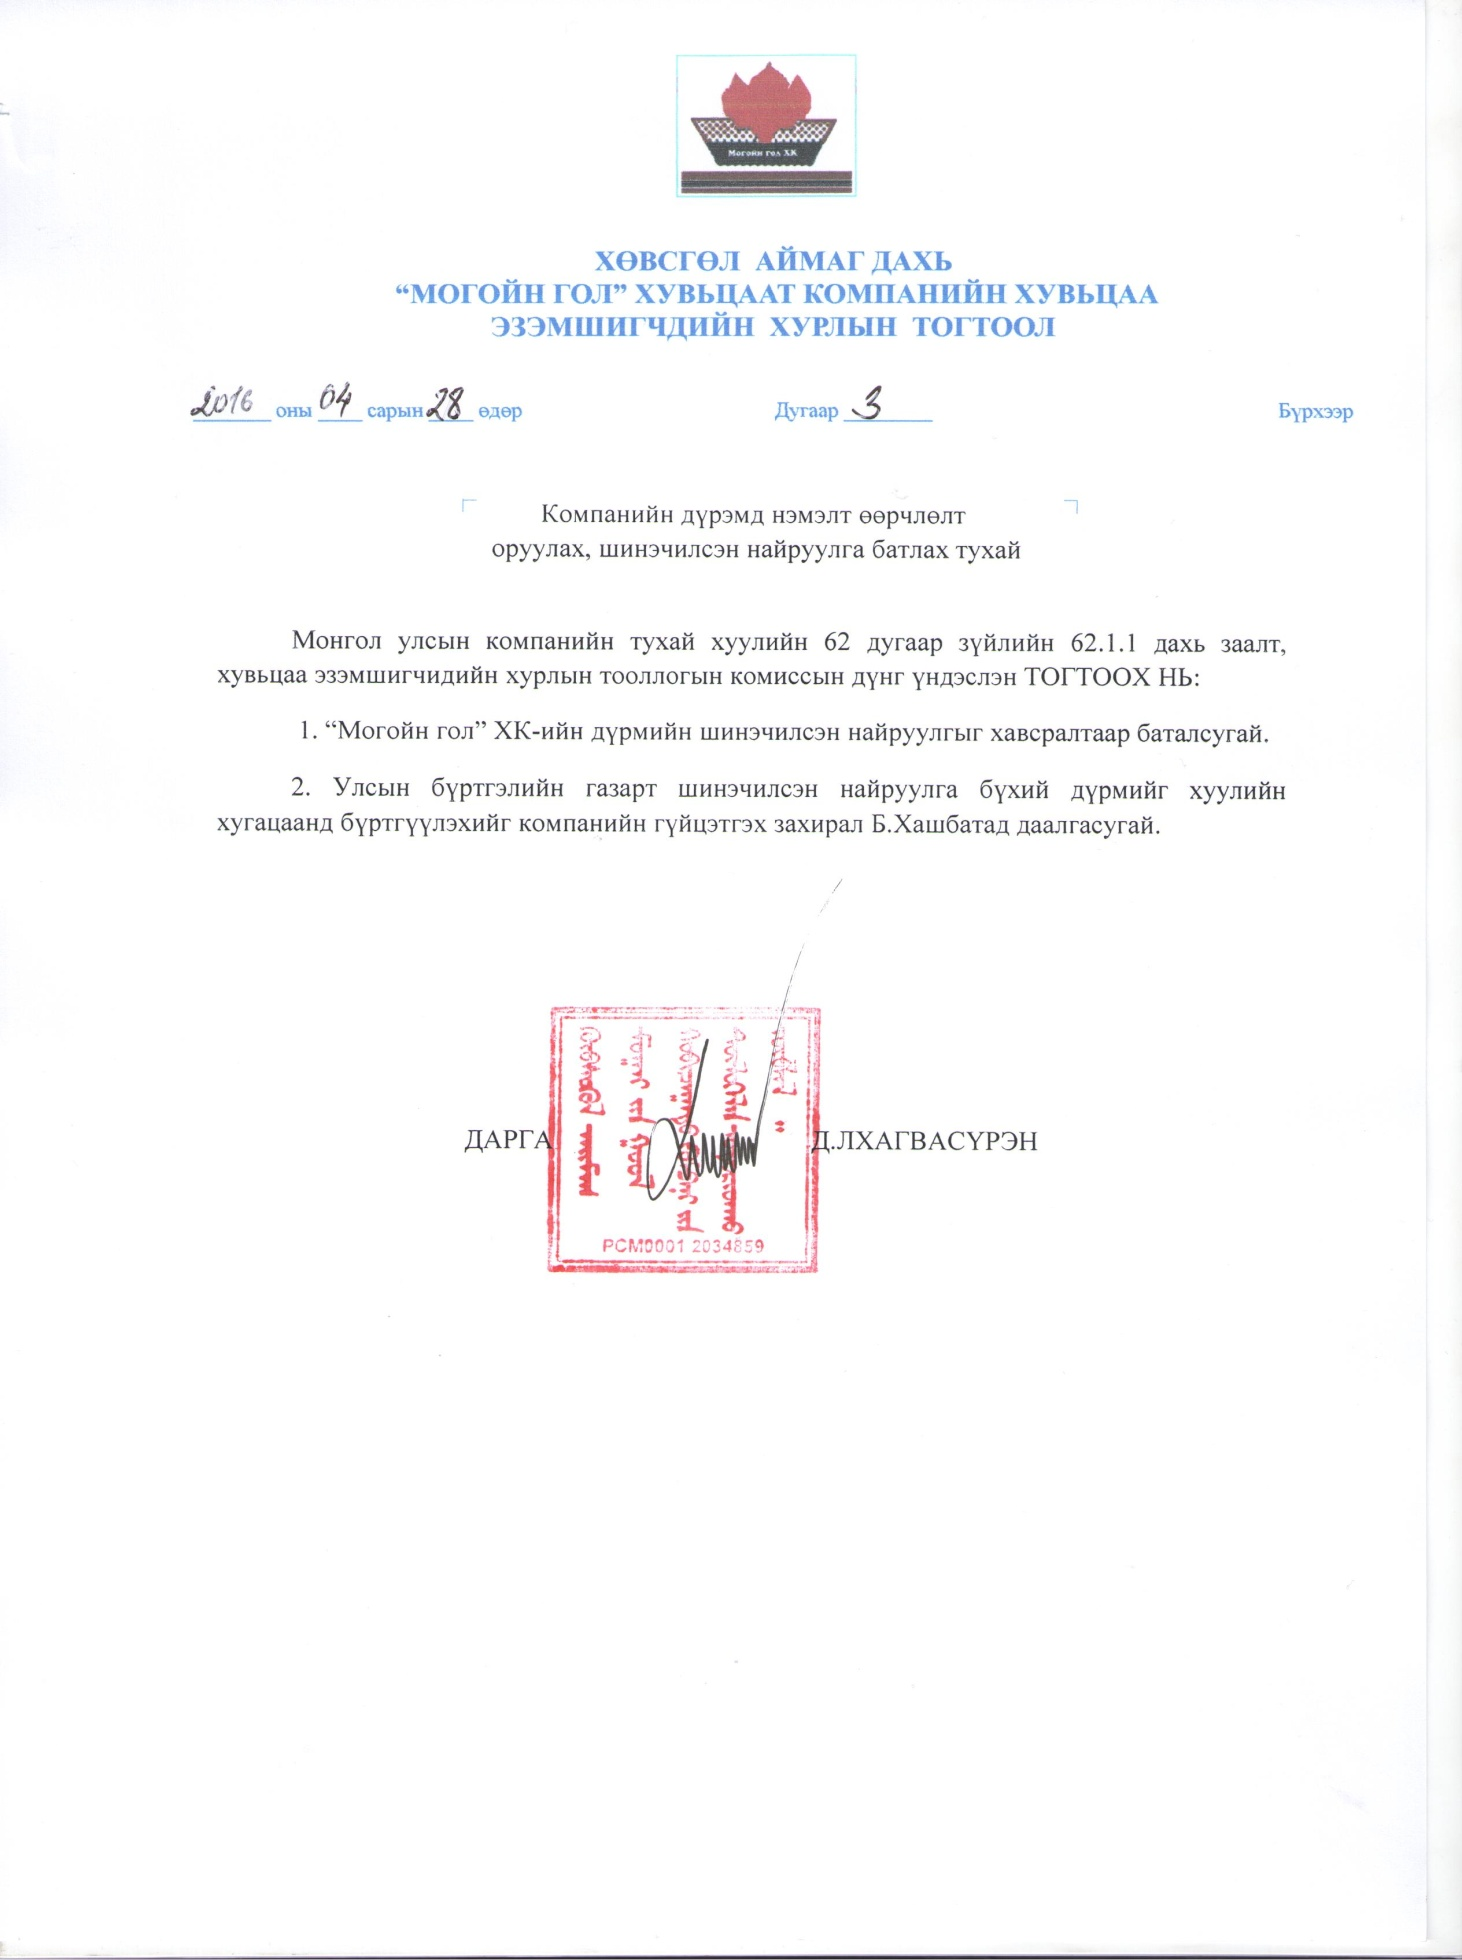 Могойн гол ХК
ХӨВСГӨЛ АЙМАГ ДАХЬ
“МОГОЙН ГОЛ” ХУВЬЦААТ КОМПАНИЙН ХУВЬЦАА
ЭЗЭМШИГЧДИЙН ХУРЛЫН ТОГТООЛ
2016 оны 04 сарын 28 өдөр Дугаар 3 Бүрхээр
Компанийн дүрэмд нэмэлт өөрчлөлт
оруулах, шинэчилсэн найруулга батлах тухай
Монгол улсын компанийн тухай хуулийн 62 дугаар зүйлийн 62.1.1 дахь заалт,
хувьцаа эзэмшигчидийн хурлын тооллогын комиссын дүнг үндэслэн ТОГТООХ НЬ:
1. “Могойн гол” ХК-ийн дүрмийн шинэчилсэн найруулгыг хавсралтаар баталсугай.
2. Улсын бүртгэлийн газарт шинэчилсэн найруулга бүхий дүрмийг хуулийн
хугацаанд бүртгүүлэхийг компанийн гүйцэтгэх захирал Б.Хашбатад даалгасугай.
ДАРГА Д.ЛХАГВАСҮРЭН
РСМ0001 2034859